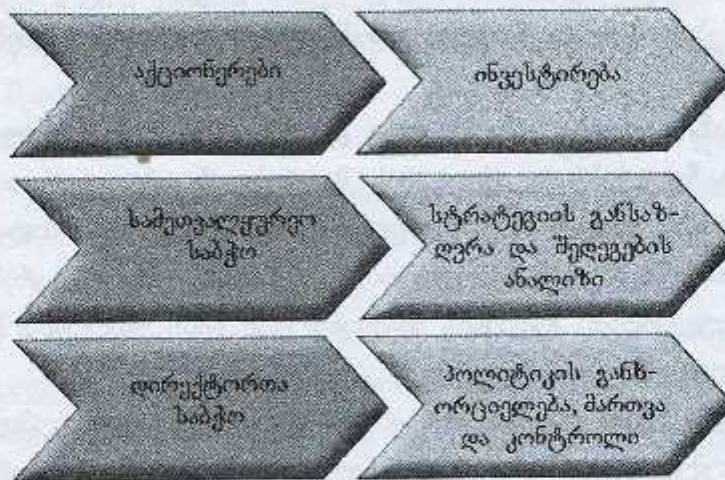 აქციონერები
ინვესტირება
სამეთვალყურეო
საბჭო
სტრატეგიის განსაზ-
ღვრა და შედეგების
ანალიზი
დირექტორთა
საბჭო
პოლიტიკის განხ-
ორციელება, მართვა
და კონტროლი